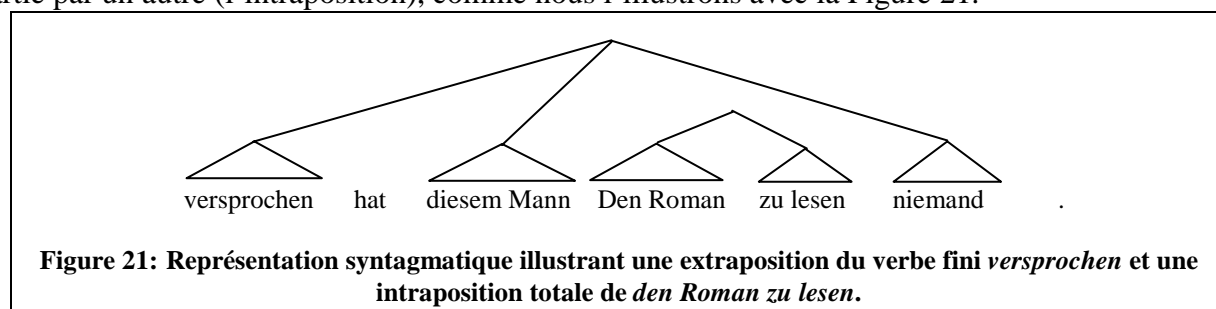 rtie par un autre (l'intraposition), comme nous l'illustrons avec la Figure 21.
versprochen hat diesem Mann Den Roman zu lesen niemand .
Figure 21: Représentation syntagmatique illustrant une extraposition du verbe fini versprochen et une
intraposition totale de den Roman zu lesen.